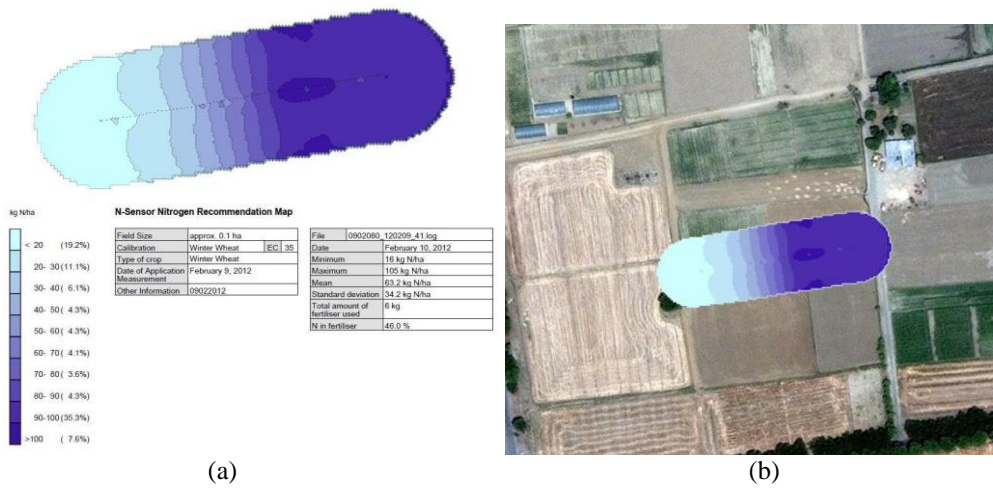 kg N/ha
< 20 (19.2%)
20- 30 (11.1%)
30- 40 ( 6.1%)
40- 50 ( 4.3%)
50- 60 ( 4.3%)
60- 70 ( 4.1%)
70- 80 ( 3.6%)
80- 90 ( 4.3%)
90-100 (35.3%)
>100 ( 7.6%)
N-Sensor Nitrogen Recommendation Map
Field Size approx. 0.1 ha
Calibration Winter Wheat EC 35
Type of crop Winter Wheat
Date of Application February 9, 2012
Measurement
Other Information 09022012
File 0902080_120209_41.log
Date February 10, 2012
Minimum 16 kg N/ha
Maximum 105 kg N/ha
Mean 63.2 kg N/ha
Standard deviation 34.2 kg N/ha
Total amount of 6 kg
fertiliser used
N in fertiliser 46.0 %
(a)
(b)